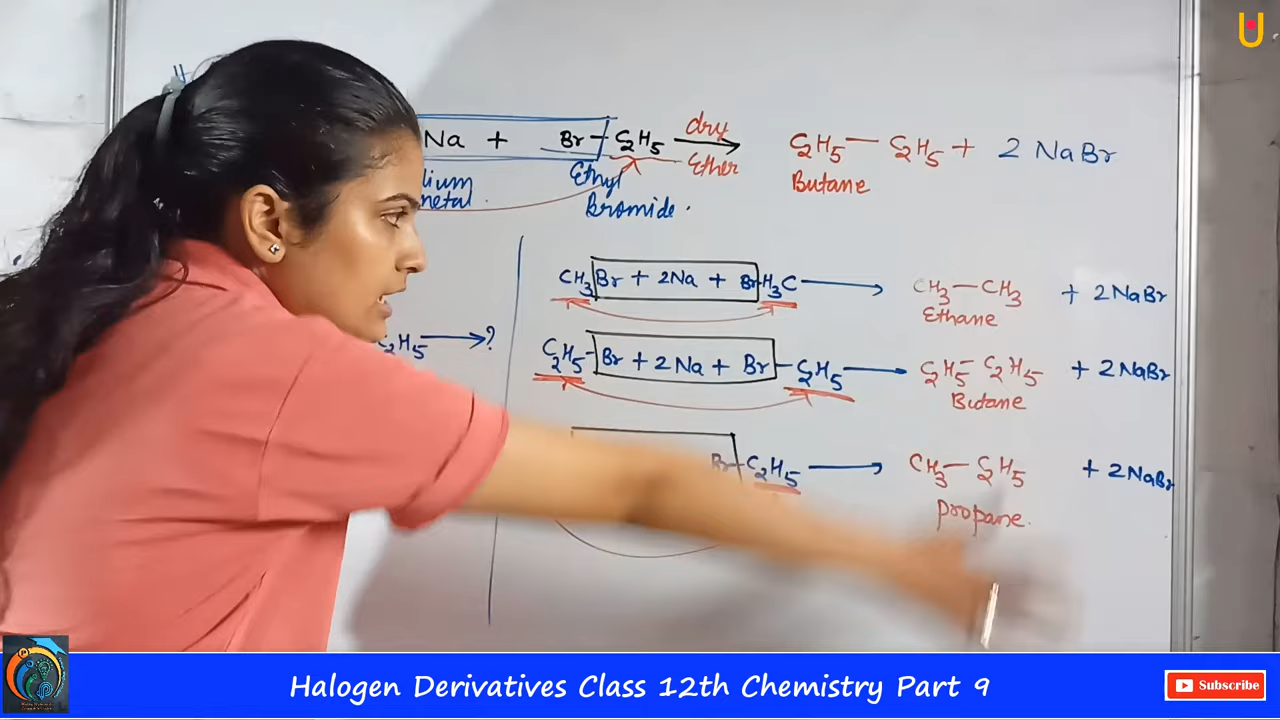 Na + Br-C2H5 dry Ether → C2H5—C2H5 + 2 NaBr
Ethyl Bromide.
Butane
metal.
CH3 Br + 2Na + Br H3C → CH3—CH3 + 2NaBr
Ethane
C2H5 →?
C2H5- Br + 2Na + Br - C2H5 → C2H5- C2H5 + 2NaBr
Butane
Br-C2H5 → CH3— C2H5 + 2NaBr
Propane.
Halogen Derivatives Class 12th Chemistry Part 9
Subscribe